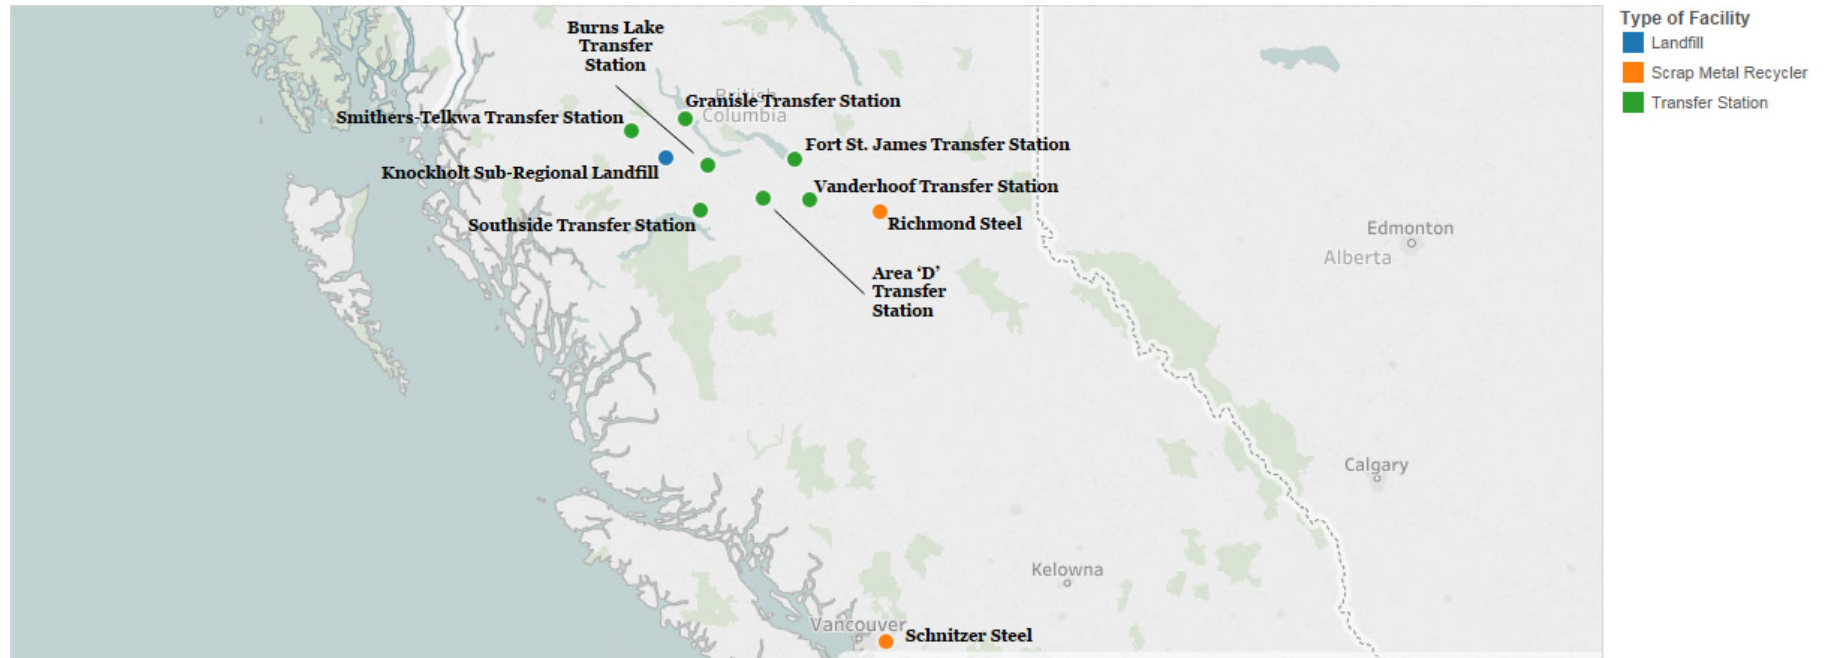 Burns Lake
Transfer
Station
Granisle Transfer Station
British
Columbia
Smithers-Telkwa Transfer Station
Fort St. James Transfer Station
Knockholt Sub-Regional Landfill
Vanderhoof Transfer Station
Southside Transfer Station
Richmond Steel
Area ‘D’
Transfer
Station
Edmonton
Alberta
Calgary
Kelowna
Vancouver
Schnitzer Steel
Type of Facility
Landfill
Scrap Metal Recycler
Transfer Station